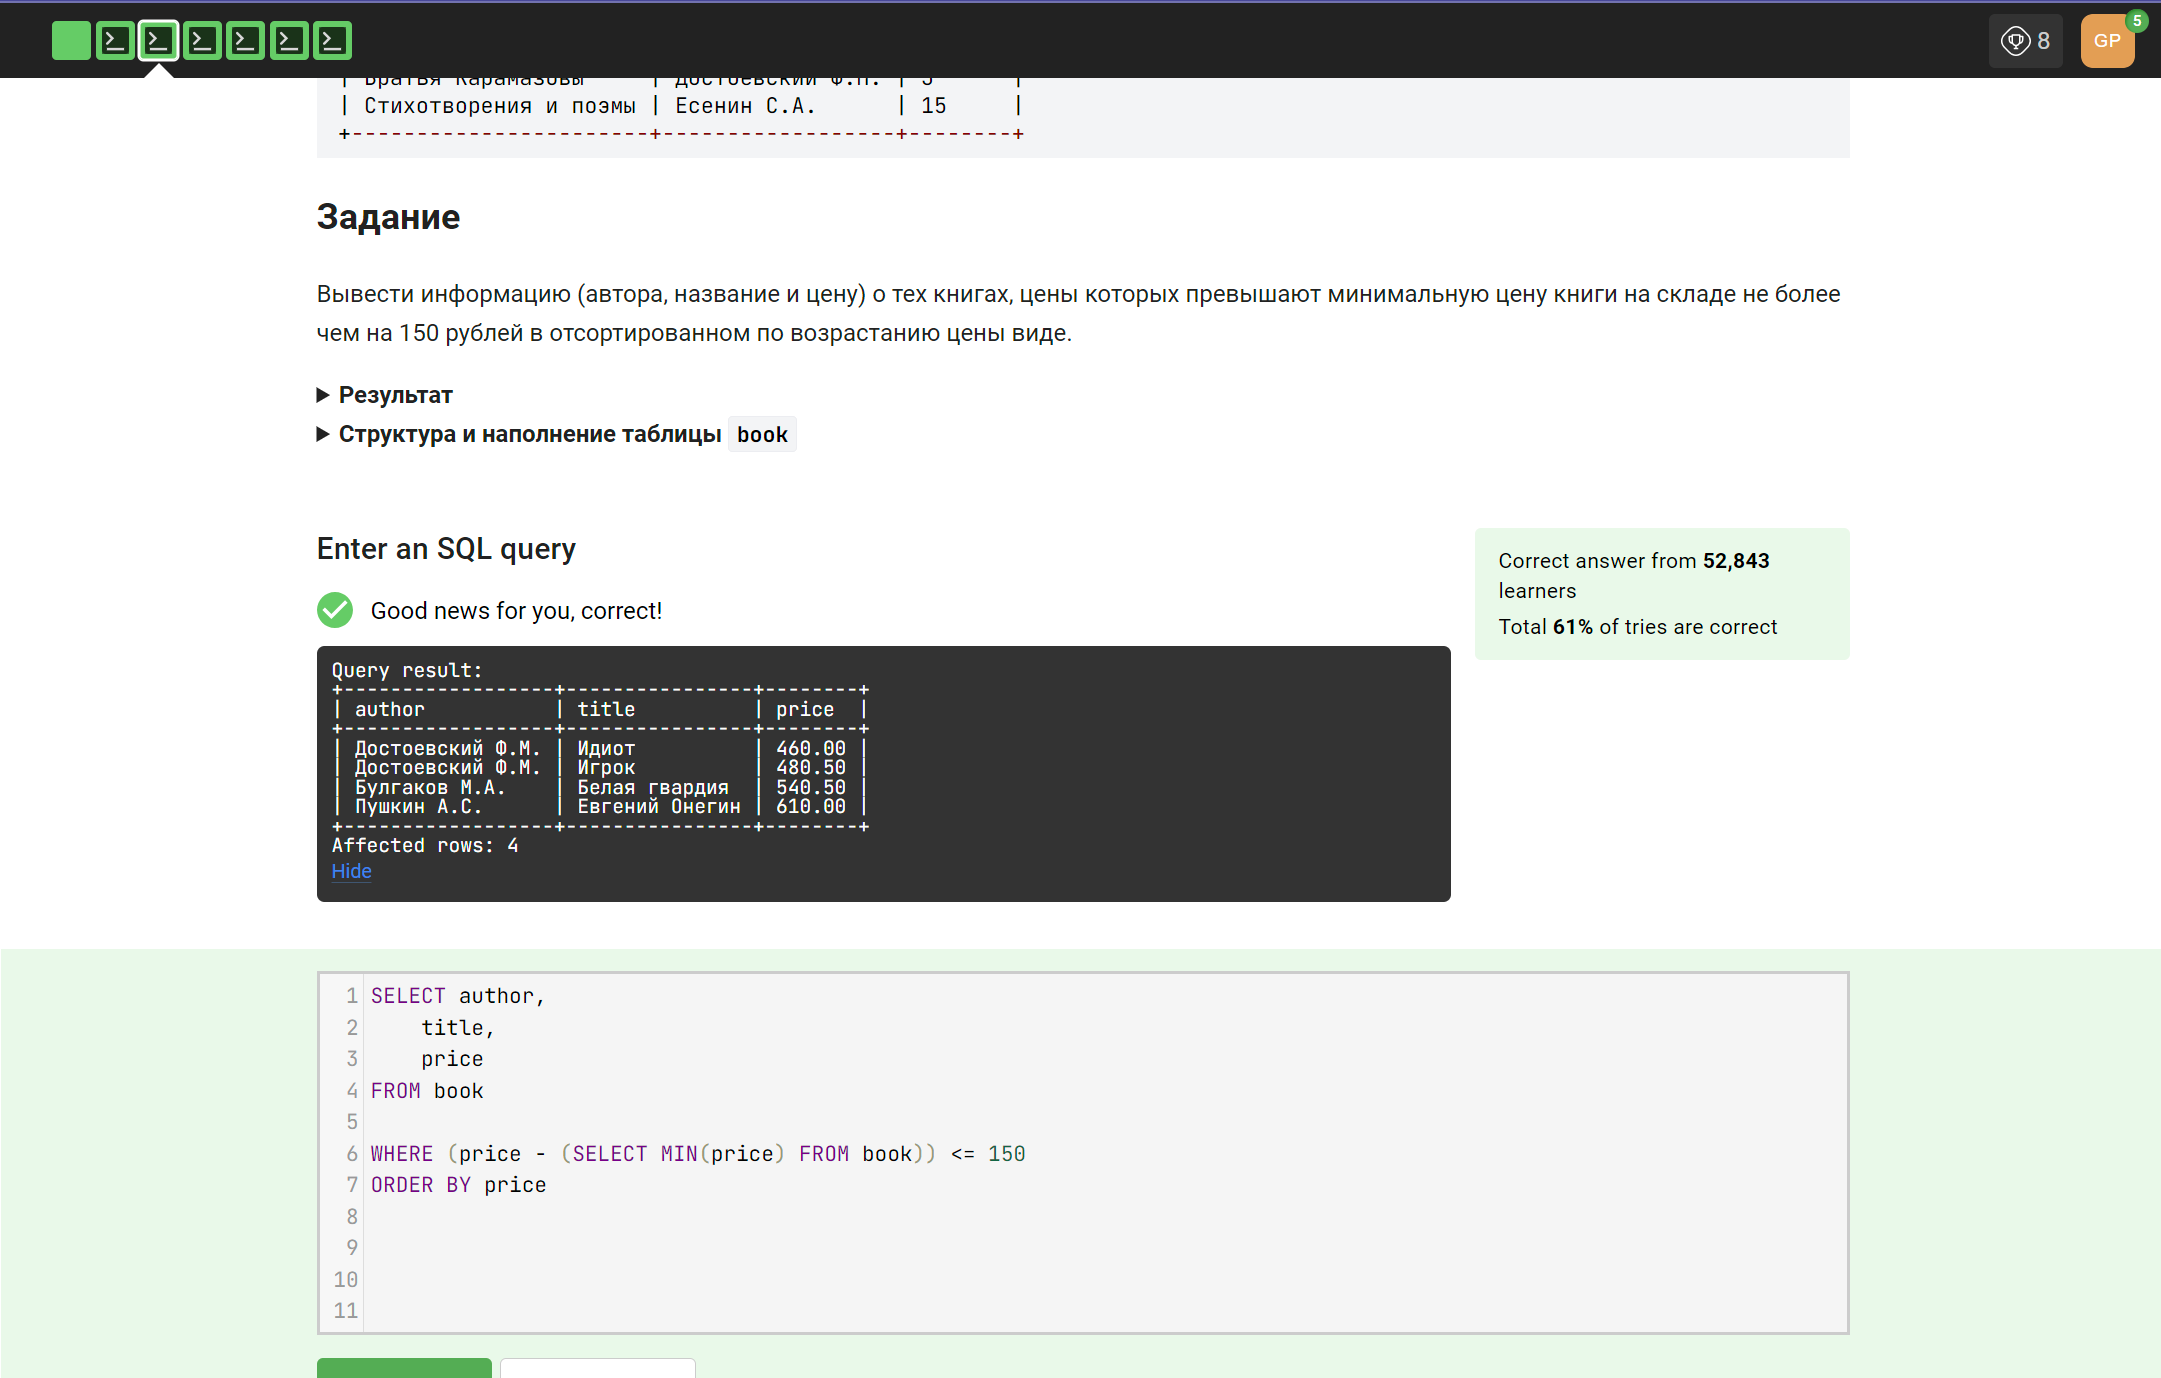 8
GP
5
| Братья Карамазовы | Достоевский Ф.М. | 3 |
| Стихотворения и поэмы | Есенин С.А. | 15 |
+-----------------------+------------------+--------+
Задание
Вывести информацию (автора, название и цену) о тех книгах, цены которых превышают минимальную цену книги на складе не более
чем на 150 рублей в отсортированном по возрастанию цены виде.
Результат
Структура и наполнение таблицы book
Enter an SQL query
Good news for you, correct!
Correct answer from 52,843
learners
Total 61% of tries are correct
Query result:
+------------------+----------------+--------+
| author           | title          | price  |
+------------------+----------------+--------+
| Достоевский Ф.М. | Идиот          | 460.00 |
| Достоевский Ф.М. | Игрок          | 480.50 |
| Булгаков М.А.    | Белая гвардия  | 540.50 |
| Пушкин А.С.      | Евгений Онегин | 610.00 |
+------------------+----------------+--------+
Affected rows: 4
Hide
1 SELECT author,
2     title,
3     price
4 FROM book
5
6 WHERE (price - (SELECT MIN(price) FROM book)) <= 150
7 ORDER BY price
8
9
10
11